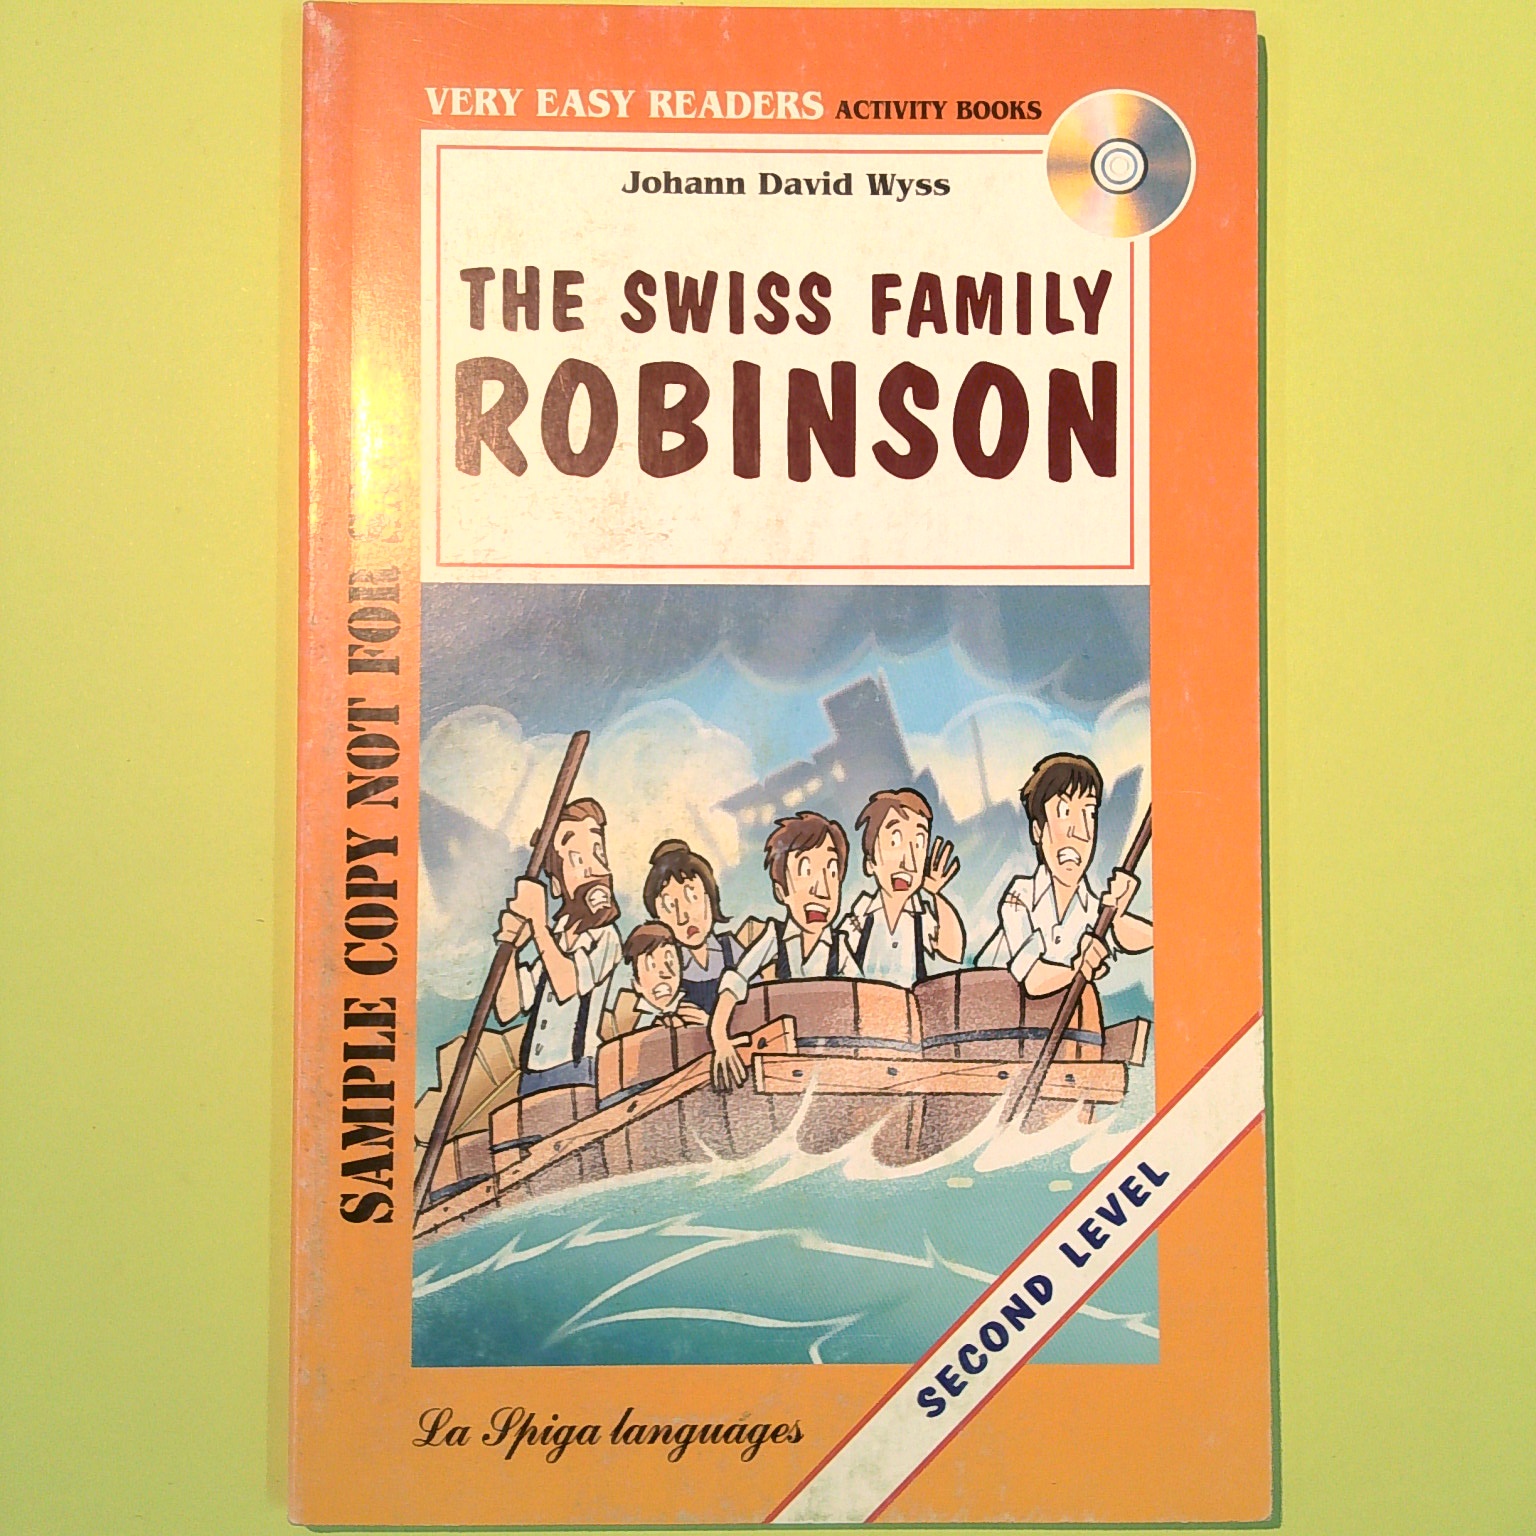 VERY EASY READERS ACTIVITY BOOKS
Johann David Wyss
THE SWISS FAMILY
ROBINSON
SAMPLE COPY NOT FOR
SECOND LEVEL
La Spiga languages